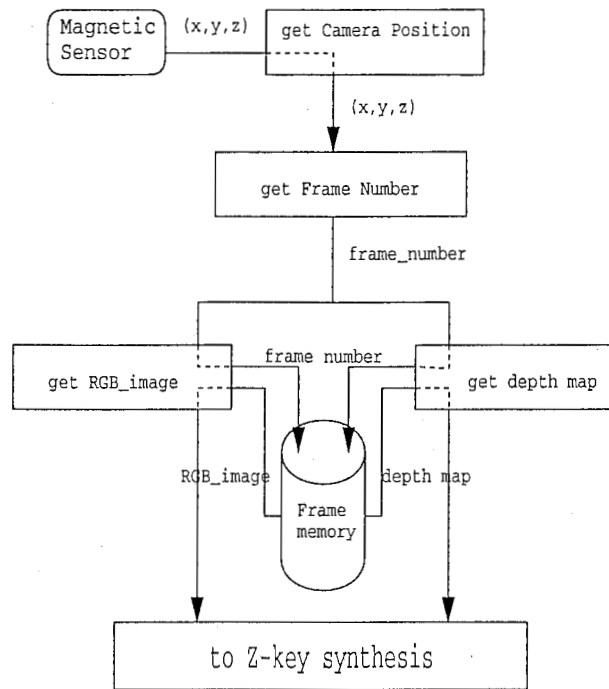 Magnetic
Sensor
(x,y,z)
get Camera Position
(x,y,z)
get Frame Number
frame_number
frame number
get RGB_image
get depth map
RGB_image
depth map
Frame
memory
to Z-key synthesis